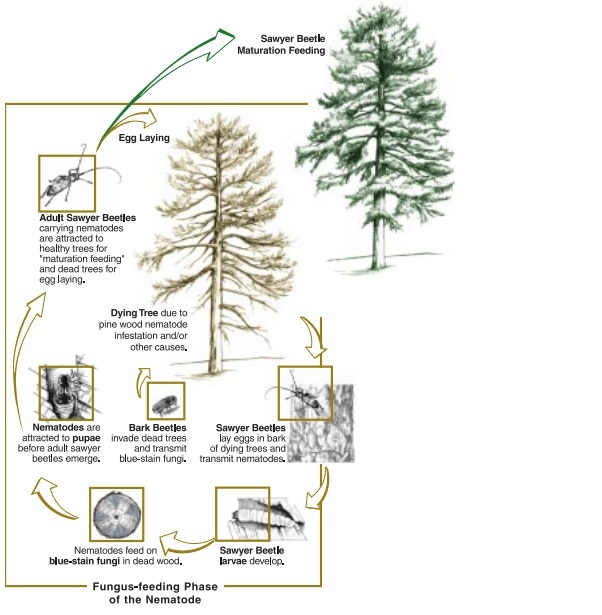 Sawyer Beetle
Maturation Feeding
Egg Laying
Adult Sawyer Beetles
carrying nematodes
are attracted to
healthy trees for
"maturation feeding"
and dead trees for
egg laying.
Dying Tree due to
pine wood nematode
infestation and/or
other causes.
Nematodes are
attracted to pupae
before adult sawyer
beetles emerge.
Bark Beetles
invade dead trees
and transmit
blue-stain fungi.
Sawyer Beetles
lay eggs in bark
of dying trees and
transmit nematodes.
Nematodes feed on
blue-stain fungi in dead wood.
Sawyer Beetle
larvae develop.
Fungus-feeding Phase
of the Nematode